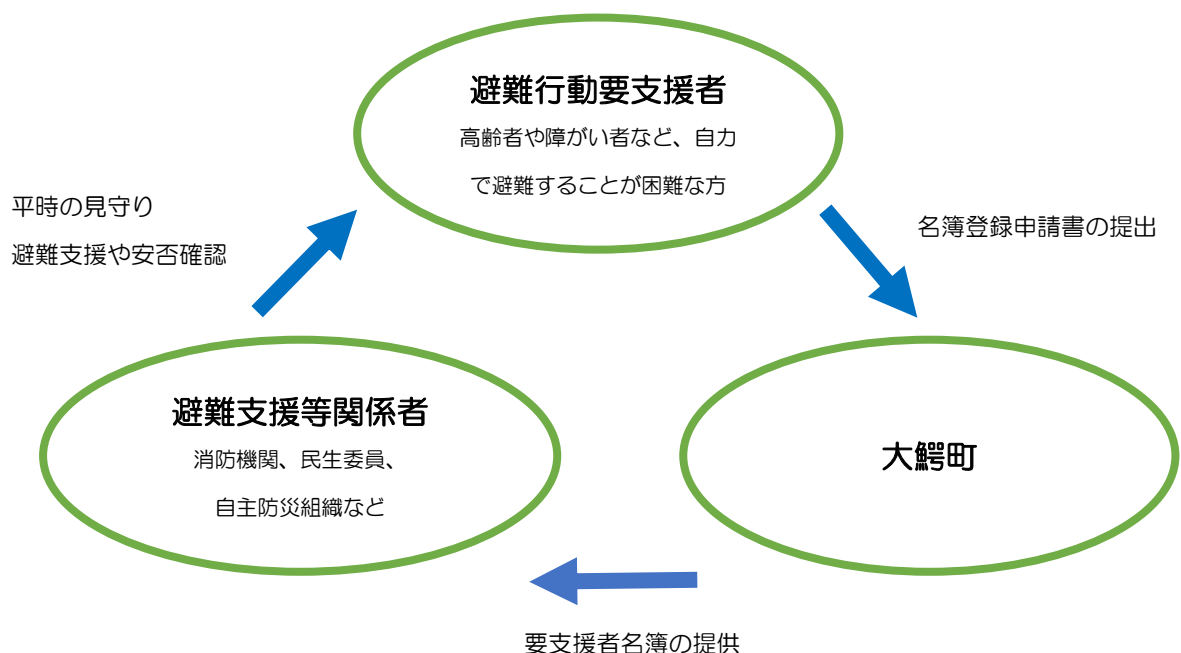 避難行動要支援者
高齢者や障がい者など、自力
で避難することが困難な方
平時の見守り
避難支援や安否確認
名簿登録申請書の提出
避難支援等関係者
消防機関、民生委員、
自主防災組織など
大鰐町
要支援者名簿の提供